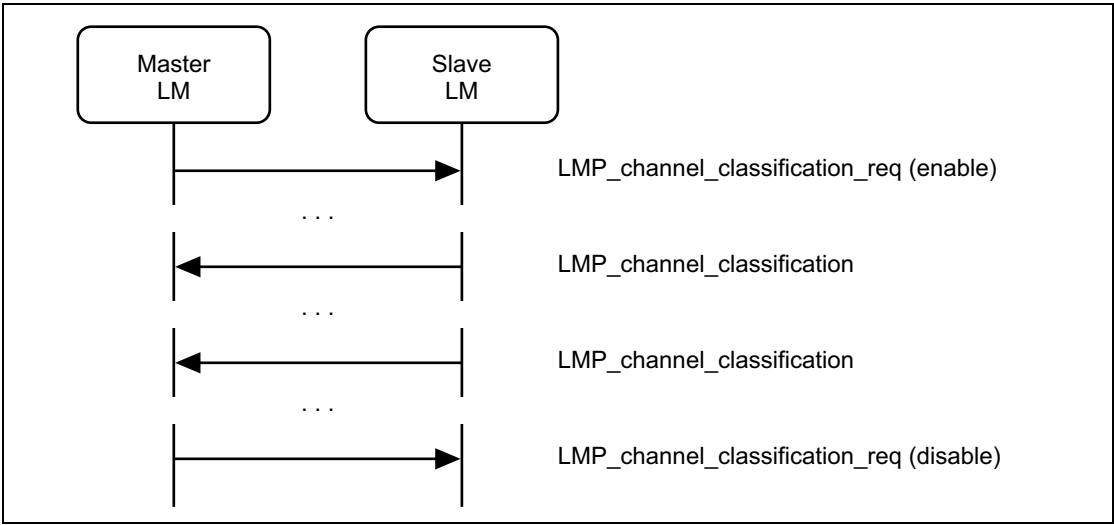 Master
LM
Slave
LM
LMP_channel_classification_req (enable)
. . .
LMP_channel_classification
. . .
LMP_channel_classification
. . .
LMP_channel_classification_req (disable)